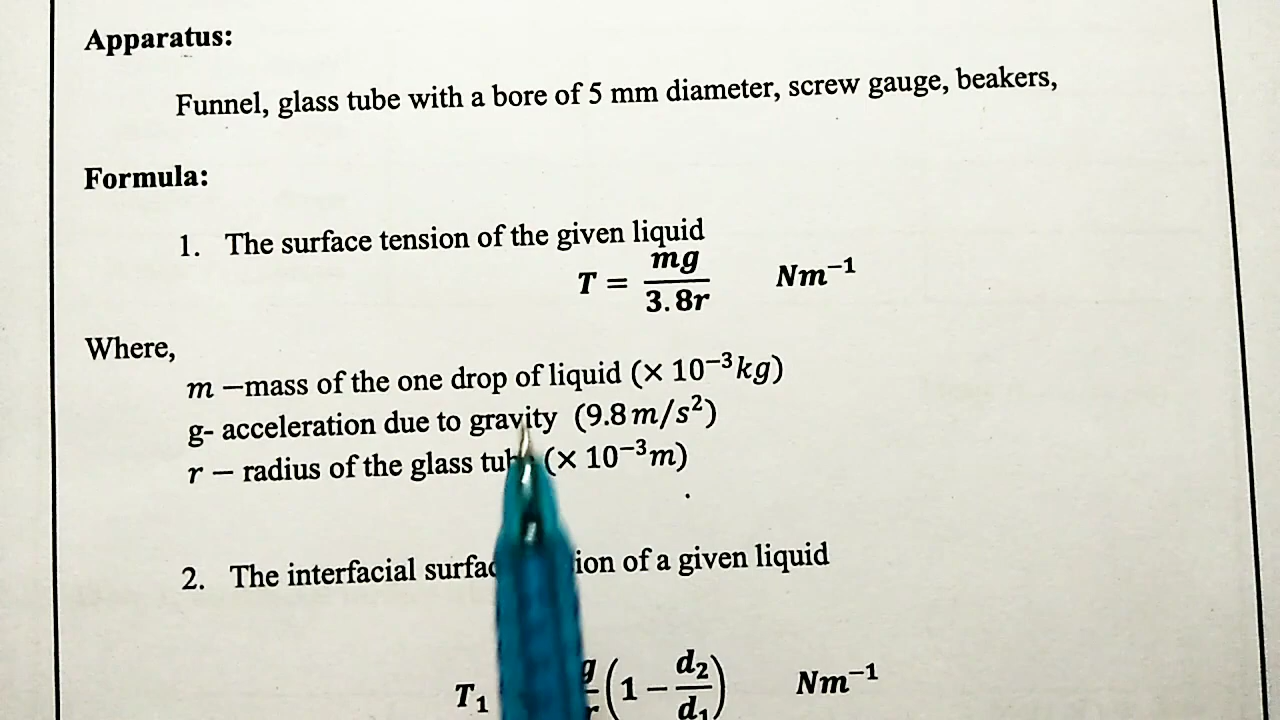 Apparatus:
Funnel, glass tube with a bore of 5 mm diameter, screw gauge, beakers,
Formula:
1. The surface tension of the given liquid
T = mg / 3.8r Nm⁻¹
Where,
m –mass of the one drop of liquid (× 10⁻³kg)
g- acceleration due to gravity (9.8 m/s²)
r – radius of the glass (× 10⁻³m)
2. The interfacial of a given liquid
T₁ (1 − d₂/d₁) Nm⁻¹